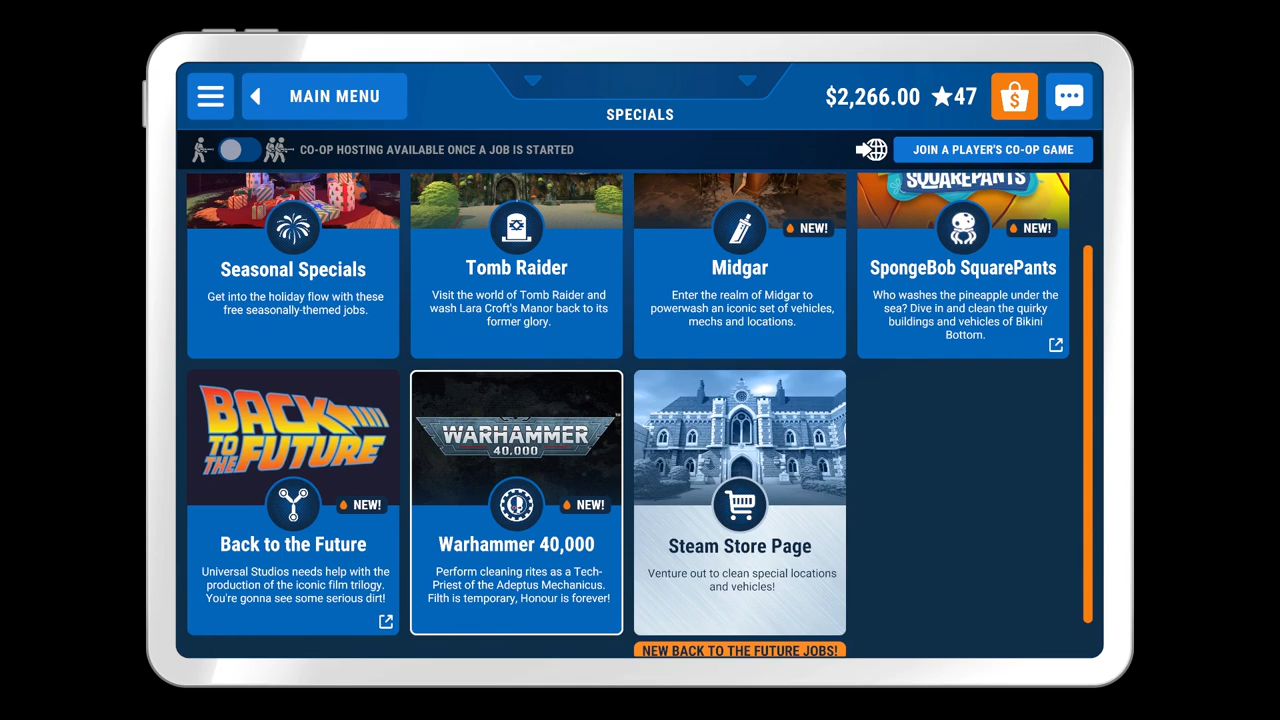 MAIN MENU
$2,266.00
47
SPECIALS
CO-OP HOSTING AVAILABLE ONCE A JOB IS STARTED
JOIN A PLAYER'S CO-OP GAME
Seasonal Specials
Get into the holiday flow with these
free seasonally-themed jobs.
Tomb Raider
Visit the world of Tomb Raider and
wash Lara Croft's Manor back to its
former glory.
NEW!
Midgar
Enter the realm of Midgar to
powerwash an iconic set of vehicles,
mechs and locations.
SQUAREPANTS
NEW!
SpongeBob SquarePants
Who washes the pineapple under the
sea? Dive in and clean the quirky
buildings and vehicles of Bikini
Bottom.
BACK
TO
THE FUTURE
NEW!
Back to the Future
Universal Studios needs help with the
production of the iconic film trilogy.
You're gonna see some serious dirt!
WARHAMMER
40,000
NEW!
Warhammer 40,000
Perform cleaning rites as a Tech-
Priest of the Adeptus Mechanicus.
Filth is temporary, Honour is forever!
Steam Store Page
Venture out to clean special locations
and vehicles!
NEW BACK TO THE FUTURE JOBS!